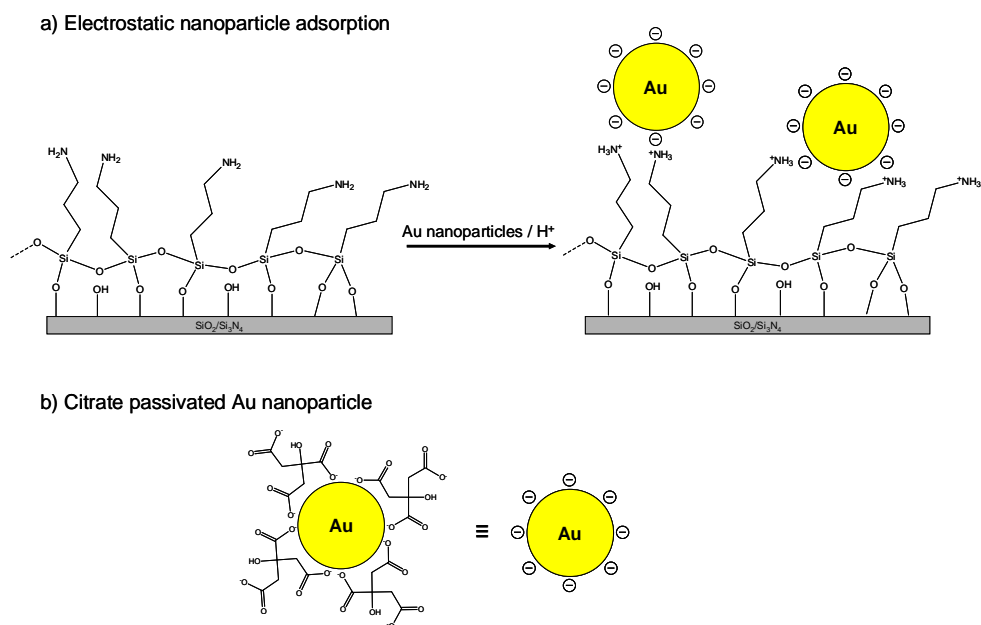 a) Electrostatic nanoparticle adsorption
⊖ ⊖ ⊖ ⊖ Au ⊖ ⊖ ⊖ ⊖
⊖ ⊖ ⊖ ⊖ Au ⊖ ⊖ ⊖ ⊖
H₂N NH₂ NH₂ NH₂ NH₂
O Si O Si O Si O Si O Si
O OH O O OH O O O
SiO₂/Si₃N₄
Au nanoparticles / H⁺
H₃N⁺ ⁺NH₃ ⁺NH₃ ⁺NH₃ ⁺NH₃
O Si O Si O Si O Si O Si
O OH O O OH O O O
SiO₂/Si₃N₄
b) Citrate passivated Au nanoparticle
O⁻ O HO O O⁻ O O⁻
O O⁻ O ⁻O OH O ⁻O
Au
O⁻ O HO O O⁻ ⁻O O
⁻O O O ⁻O O OH O ⁻O
≡
⊖ ⊖ ⊖ ⊖ Au ⊖ ⊖ ⊖ ⊖